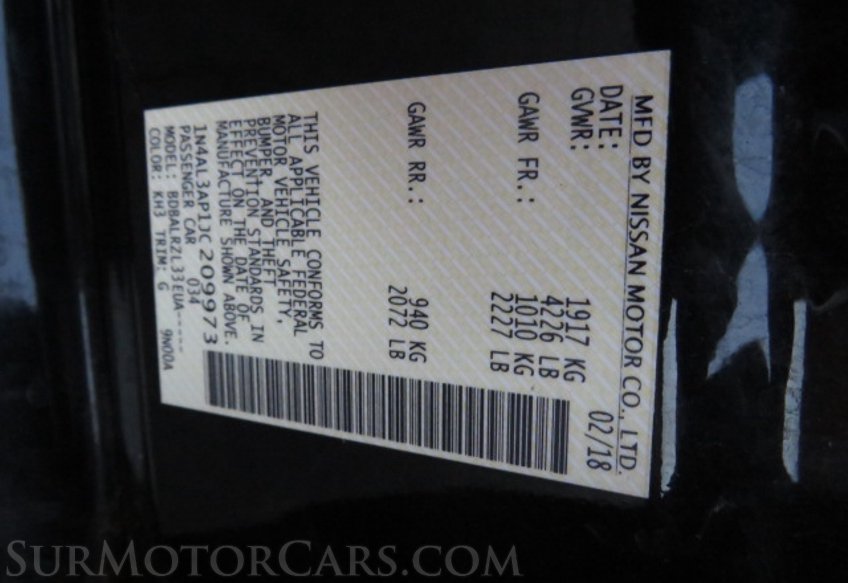 MFD BY NISSAN MOTOR CO., LTD.
DATE: 02/18
GVWR: 1917 KG
4226 LB
GAWR FR.: 1010 KG
2227 LB
GAWR RR.: 940 KG
2072 LB
THIS VEHICLE CONFORMS TO
ALL APPLICABLE FEDERAL
MOTOR VEHICLE SAFETY,
BUMPER, AND THEFT
PREVENTION STANDARDS IN
EFFECT ON THE DATE OF
MANUFACTURE SHOWN ABOVE.
1N4AL3AP1JC209973
PASSENGER CAR 034
MODEL: BDBALRZL33EUA-----
COLOR: KH3 TRIM: G 9N00A
SURMOTORCARS.COM